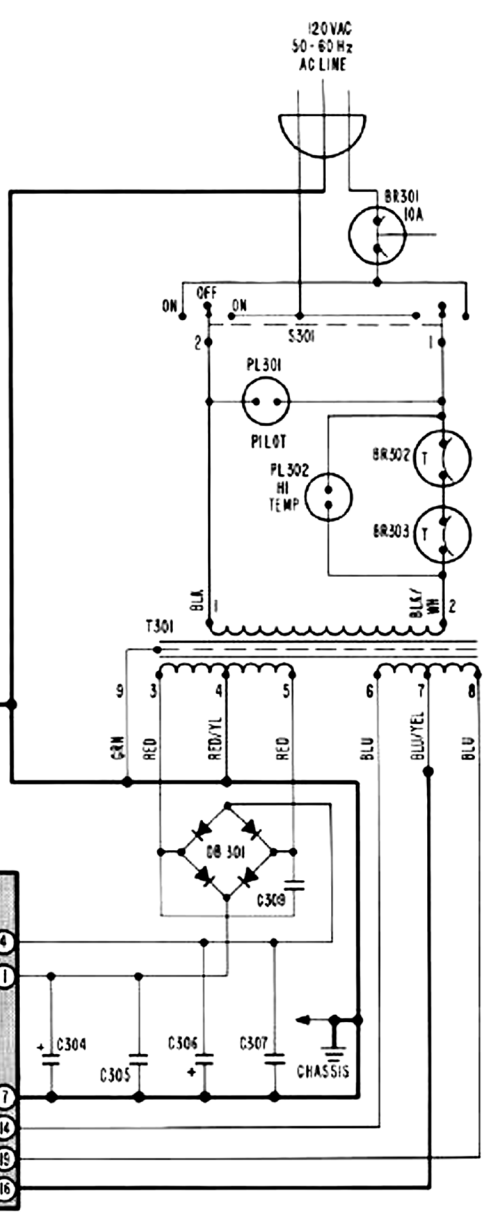 120VAC
50-60Hz
AC LINE
BR301
10A
OFF
ON
ON
S301
2
1
PL301
PILOT
BR302
T
PL302
HI
TEMP
BR303
T
BLK
1
BLK/
WH
2
T301
9
3
4
5
6
7
8
GRN
RED
RED/YL
RED
BLU
BLU/YEL
BLU
DB301
C309
4
1
+
C304
C305
C306
+
C307
CHASSIS
7
14
19
16